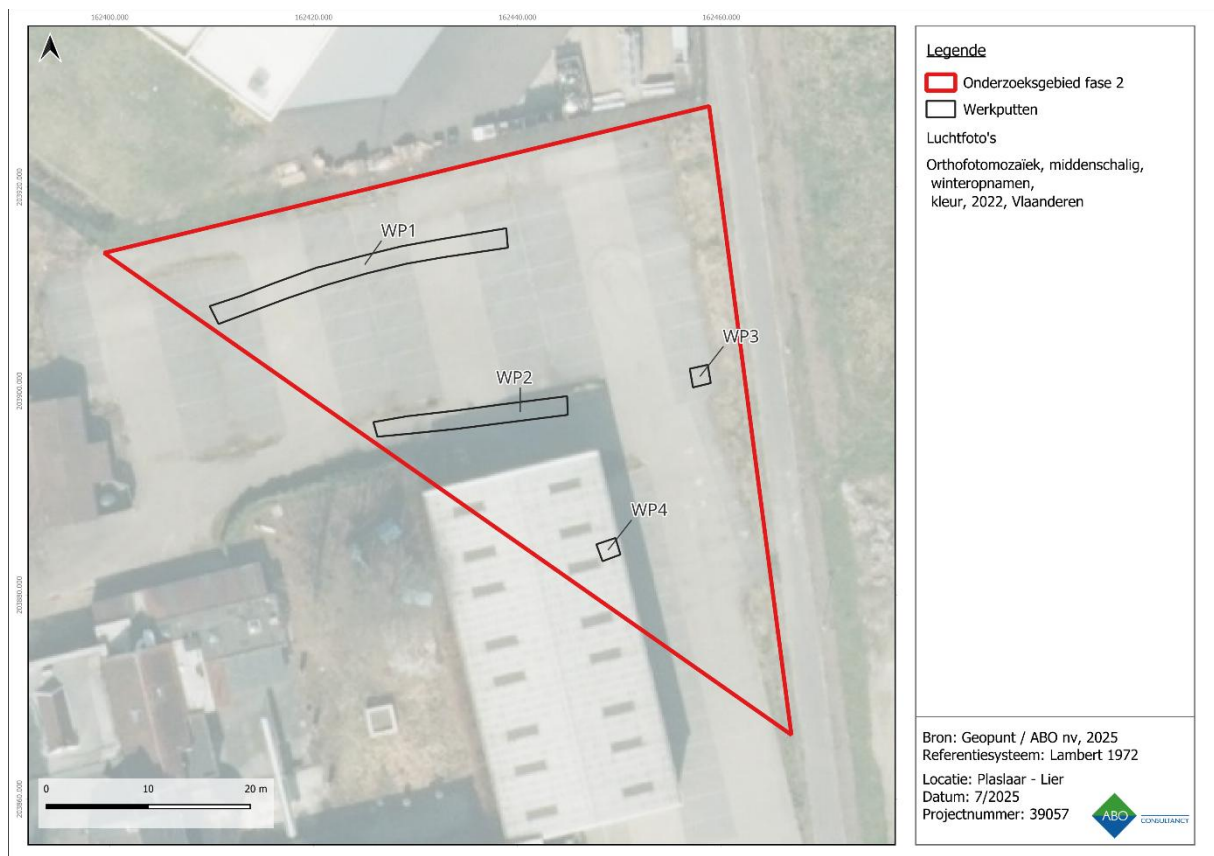 162400.000 162420.000 162440.000 162460.000
203920.000
203900.000
203880.000
203860.000
WP1
WP3
WP2
WP4
0 10 20 m
Legende
Onderzoeksgebied fase 2
Werkputten
Luchtfoto's
Orthofotomozaïek, middenschalig,
winteropnamen,
kleur, 2022, Vlaanderen
Bron: Geopunt / ABO nv, 2025
Referentiesysteem: Lambert 1972
Locatie: Plaslaar - Lier
Datum: 7/2025
Projectnummer: 39057
ABO CONSULTANCY